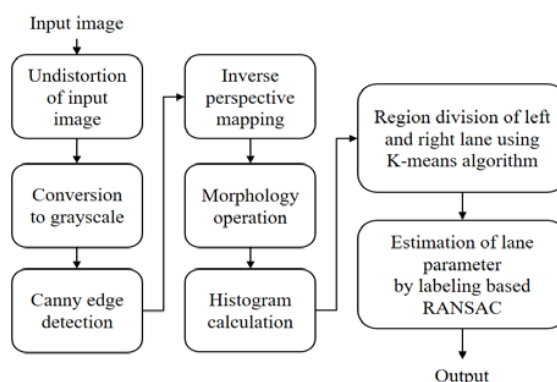 Input image
Undistortion
of input
image
Conversion
to grayscale
Canny edge
detection
Inverse
perspective
mapping
Morphology
operation
Histogram
calculation
Region division of left
and right lane using
K-means algorithm
Estimation of lane
parameter
by labeling based
RANSAC
Output